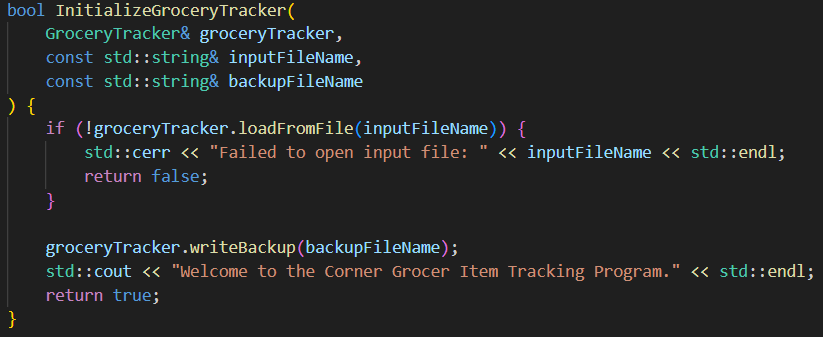 bool InitializeGroceryTracker(
    GroceryTracker& groceryTracker,
    const std::string& inputFileName,
    const std::string& backupFileName
) {
    if (!groceryTracker.loadFromFile(inputFileName)) {
        std::cerr << "Failed to open input file: " << inputFileName << std::endl;
        return false;
    }

    groceryTracker.writeBackup(backupFileName);
    std::cout << "Welcome to the Corner Grocer Item Tracking Program." << std::endl;
    return true;
}